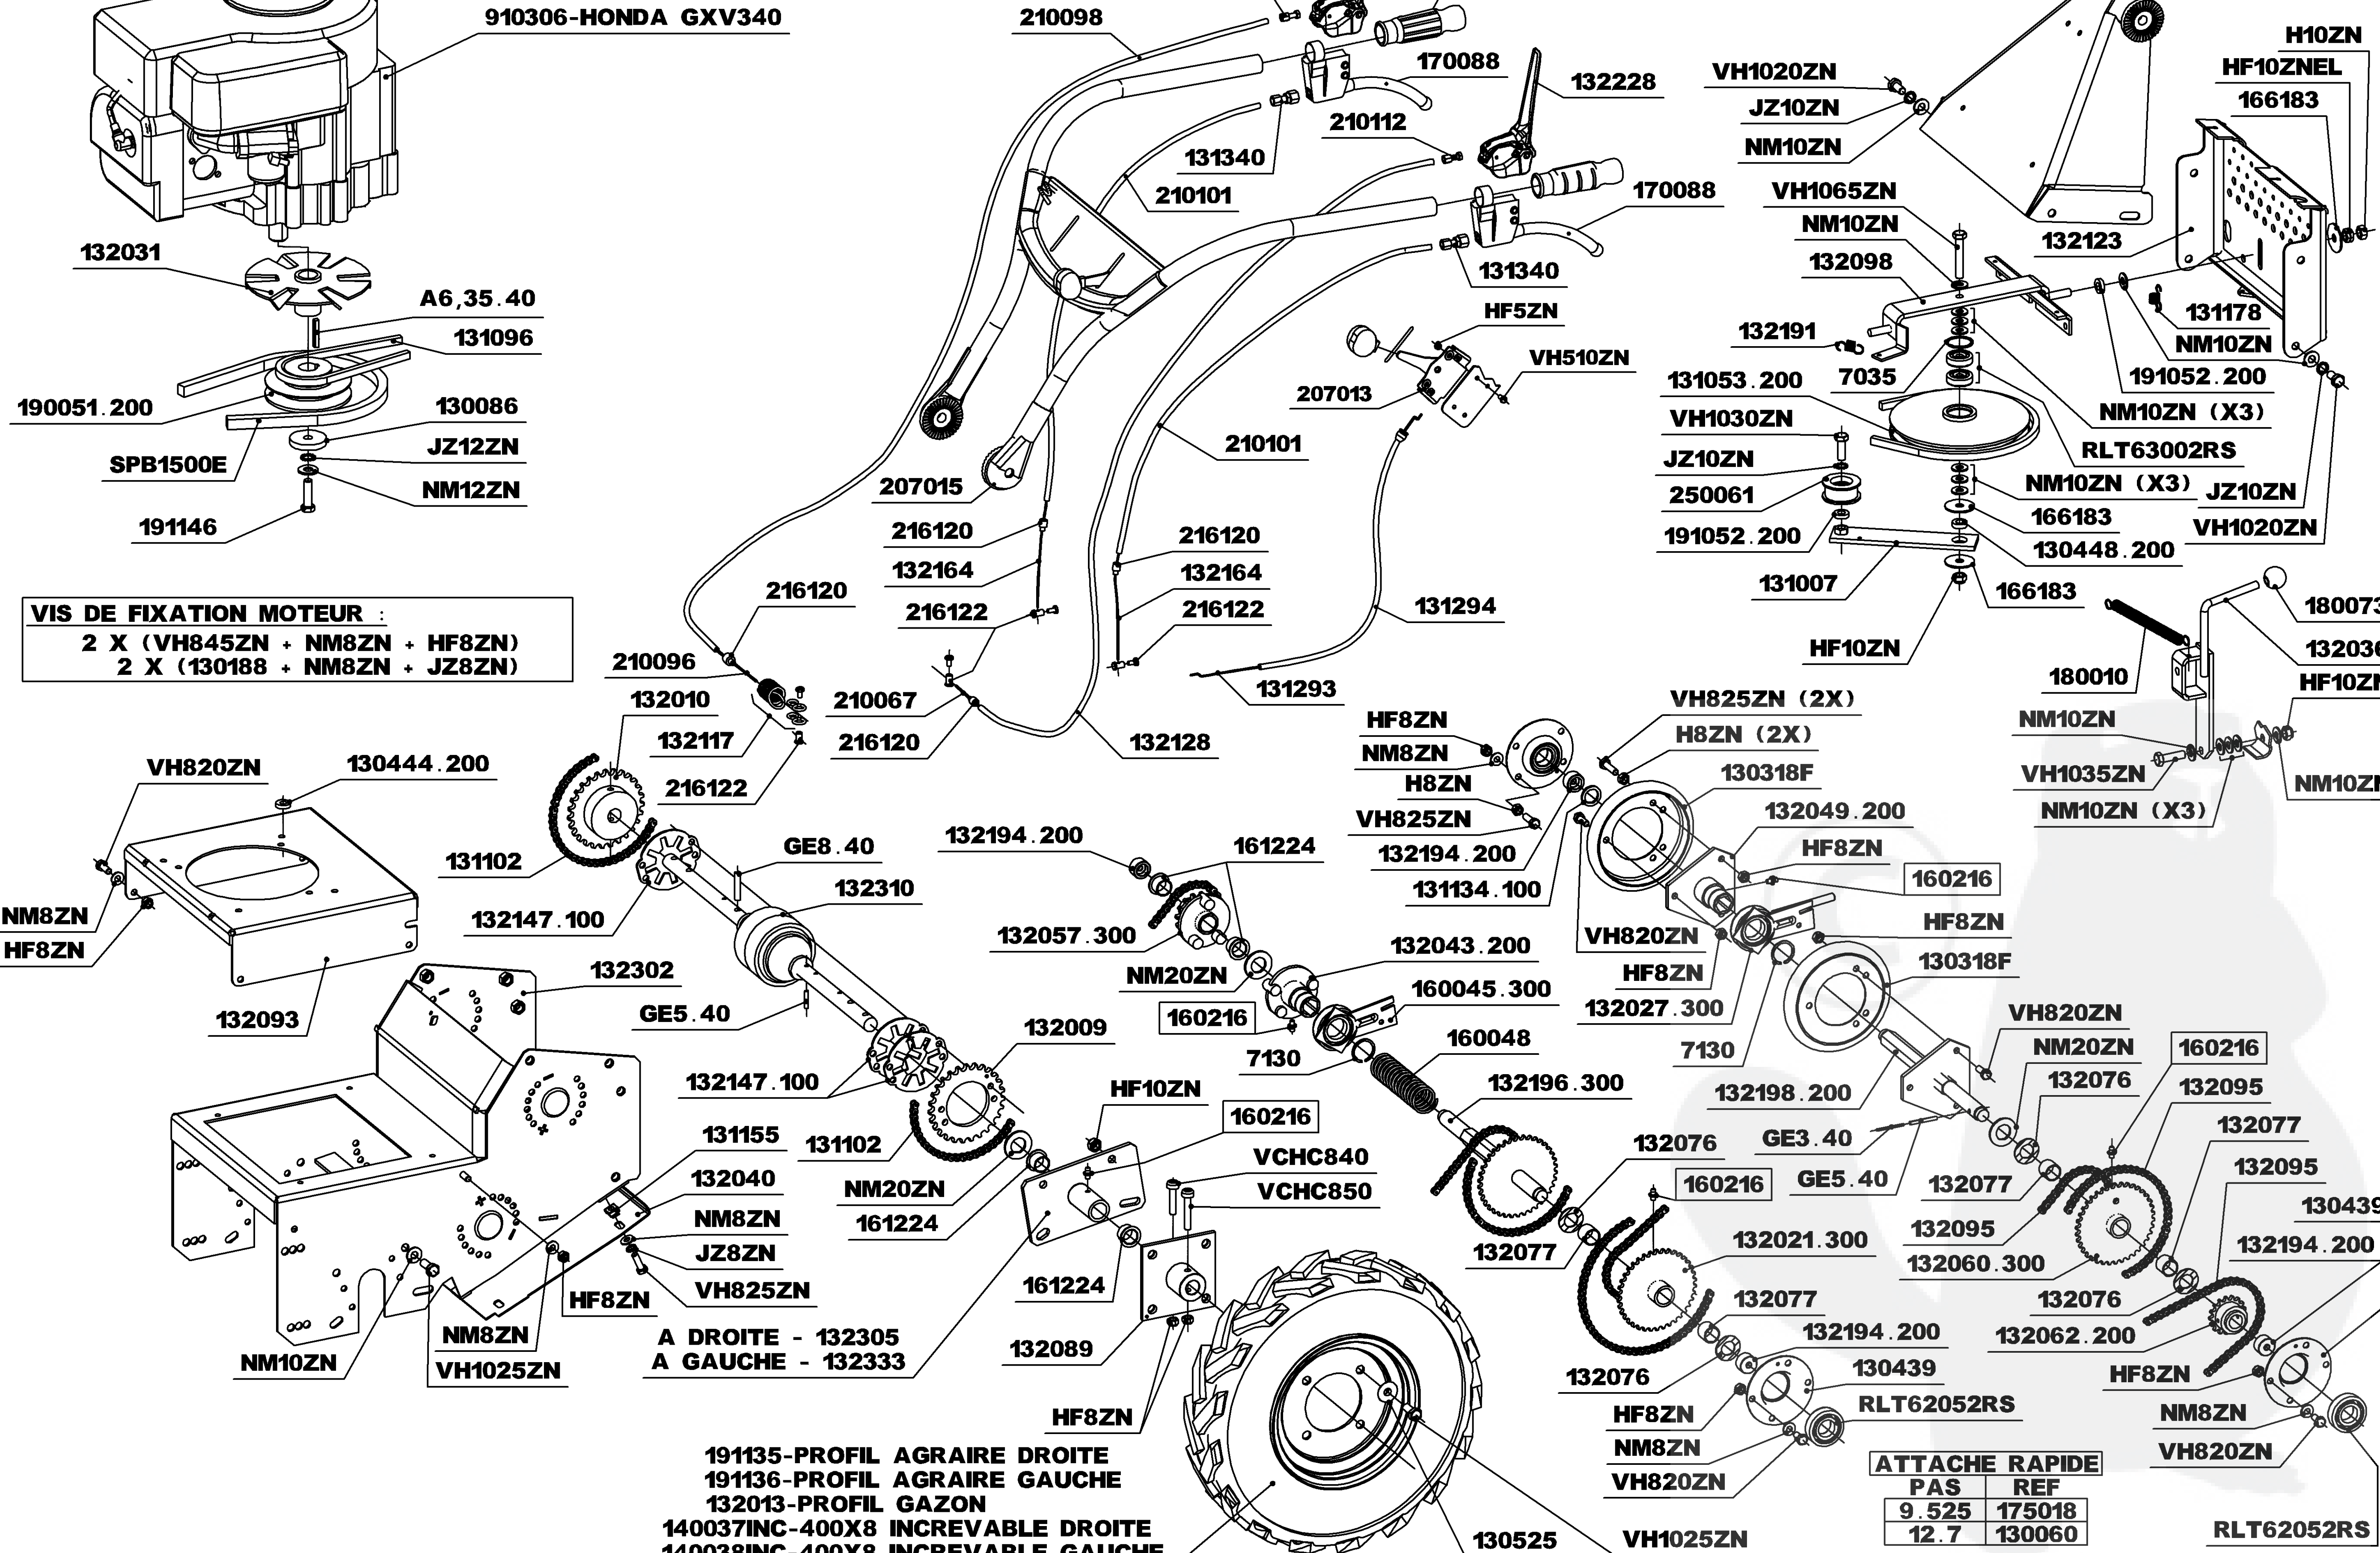 910306-HONDA GXV340
132031
A6,35.40
131096
190051.200
130086
JZ12ZN
SPB1500E
NM12ZN
191146
VIS DE FIXATION MOTEUR :
2 X (VH845ZN + NM8ZN + HF8ZN)
2 X (130188 + NM8ZN + JZ8ZN)
210098
170088
132228
210112
131340
210101
170088
131340
HF5ZN
VH510ZN
207013
210101
207015
216120
132164
216122
216120
132164
216122
131294
131293
216120
210096
132010
132117
216122
210067
216120
132128
H10ZN
HF10ZNEL
166183
VH1020ZN
JZ10ZN
NM10ZN
VH1065ZN
NM10ZN
132098
132123
132191
131178
NM10ZN
7035
191052.200
131053.200
NM10ZN (X3)
VH1030ZN
RLT63002RS
JZ10ZN
NM10ZN (X3)
JZ10ZN
250061
166183
VH1020ZN
191052.200
130448.200
131007
166183
HF10ZN
180073
132036
180010
HF10ZN
NM10ZN
VH1035ZN
NM10ZN
NM10ZN (X3)
VH820ZN
130444.200
131102
132147.100
GE8.40
132310
NM8ZN
HF8ZN
132093
132302
GE5.40
132147.100
132009
131102
131155
132040
NM8ZN
JZ8ZN
VH825ZN
HF8ZN
NM8ZN
NM10ZN
VH1025ZN
NM20ZN
161224
A DROITE - 132305
A GAUCHE - 132333
HF10ZN
160216
VCHC840
VCHC850
161224
132089
HF8ZN
132194.200
161224
132057.300
NM20ZN
132043.200
160216
160045.300
7130
160048
132196.300
132076
160216
132077
132021.300
132077
132194.200
132076
130439
HF8ZN
RLT62052RS
NM8ZN
VH820ZN
HF8ZN
NM8ZN
H8ZN
VH825ZN
132194.200
131134.100
VH825ZN (2X)
H8ZN (2X)
130318F
132049.200
HF8ZN
160216
VH820ZN
HF8ZN
HF8ZN
132027.300
130318F
7130
132198.200
VH820ZN
NM20ZN
160216
132076
132095
GE3.40
132077
GE5.40
132077
132095
132095
132060.300
130439
132194.200
132076
132062.200
HF8ZN
NM8ZN
VH820ZN
RLT62052RS
191135-PROFIL AGRAIRE DROITE
191136-PROFIL AGRAIRE GAUCHE
132013-PROFIL GAZON
140037INC-400X8 INCREVABLE DROITE
140038INC-400X8 INCREVABLE GAUCHE
130525
VH1025ZN
ATTACHE RAPIDE
PAS REF
9.525 175018
12.7 130060